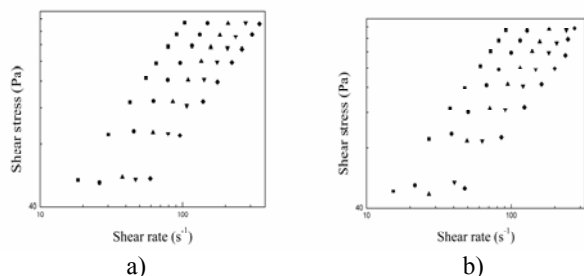 Shear stress (Pa)
40
10
100
Shear rate (s⁻¹)
a)
Shear stress (Pa)
40
10
100
Shear rate (s⁻¹)
b)